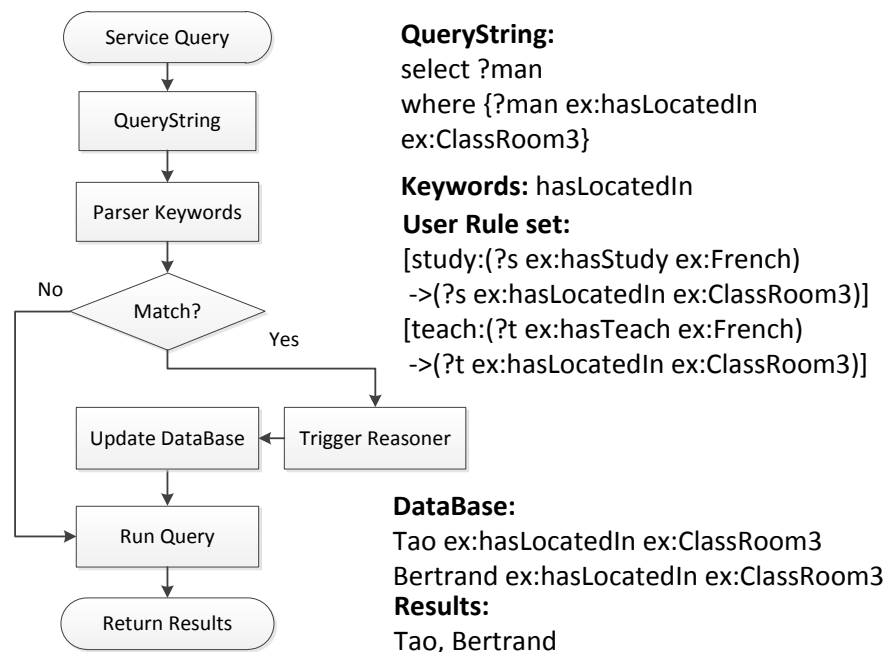 Service Query
QueryString
Parser Keywords
Match?
No
Yes
Update DataBase
Trigger Reasoner
Run Query
Return Results
QueryString:
select ?man
where {?man ex:hasLocatedIn
ex:ClassRoom3}
Keywords: hasLocatedIn
User Rule set:
[study:(?s ex:hasStudy ex:French)
->(?s ex:hasLocatedIn ex:ClassRoom3)]
[teach:(?t ex:hasTeach ex:French)
->(?t ex:hasLocatedIn ex:ClassRoom3)]
DataBase:
Tao ex:hasLocatedIn ex:ClassRoom3
Bertrand ex:hasLocatedIn ex:ClassRoom3
Results:
Tao, Bertrand